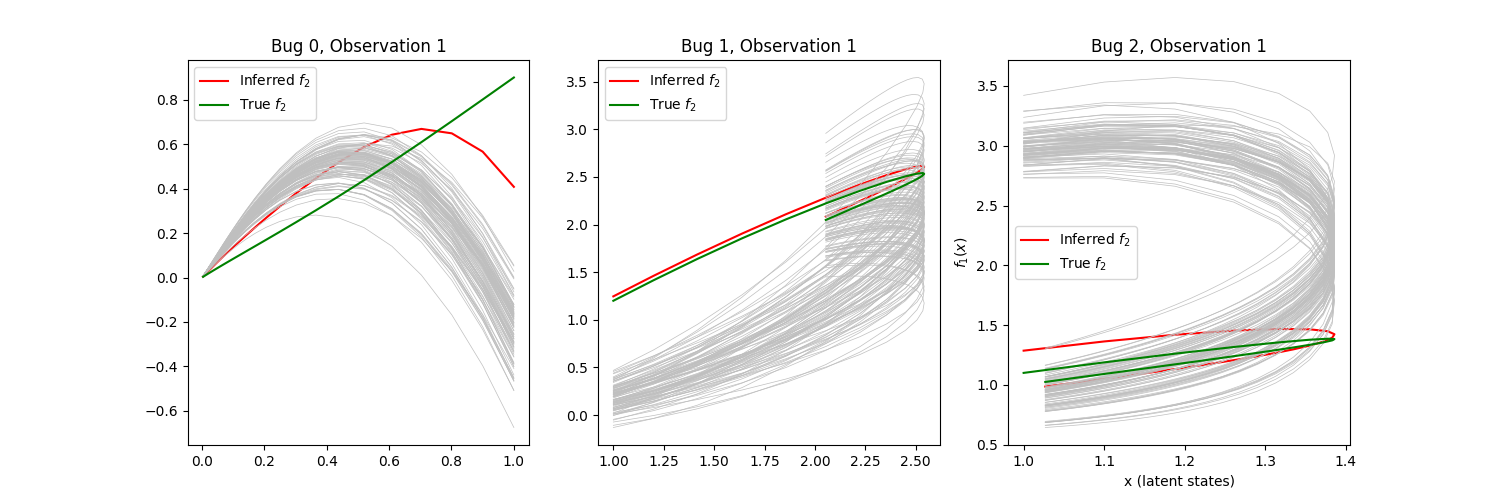 Bug 0, Observation 1
Inferred f₂
True f₂
0.8
0.6
0.4
0.2
0.0
−0.2
−0.4
−0.6
0.0 0.2 0.4 0.6 0.8 1.0
Bug 1, Observation 1
Inferred f₂
True f₂
3.5
3.0
2.5
2.0
1.5
1.0
0.5
0.0
1.00 1.25 1.50 1.75 2.00 2.25 2.50
Bug 2, Observation 1
Inferred f₂
True f₂
f₁(x)
3.5
3.0
2.5
2.0
1.5
1.0
0.5
1.0 1.1 1.2 1.3 1.4
x (latent states)